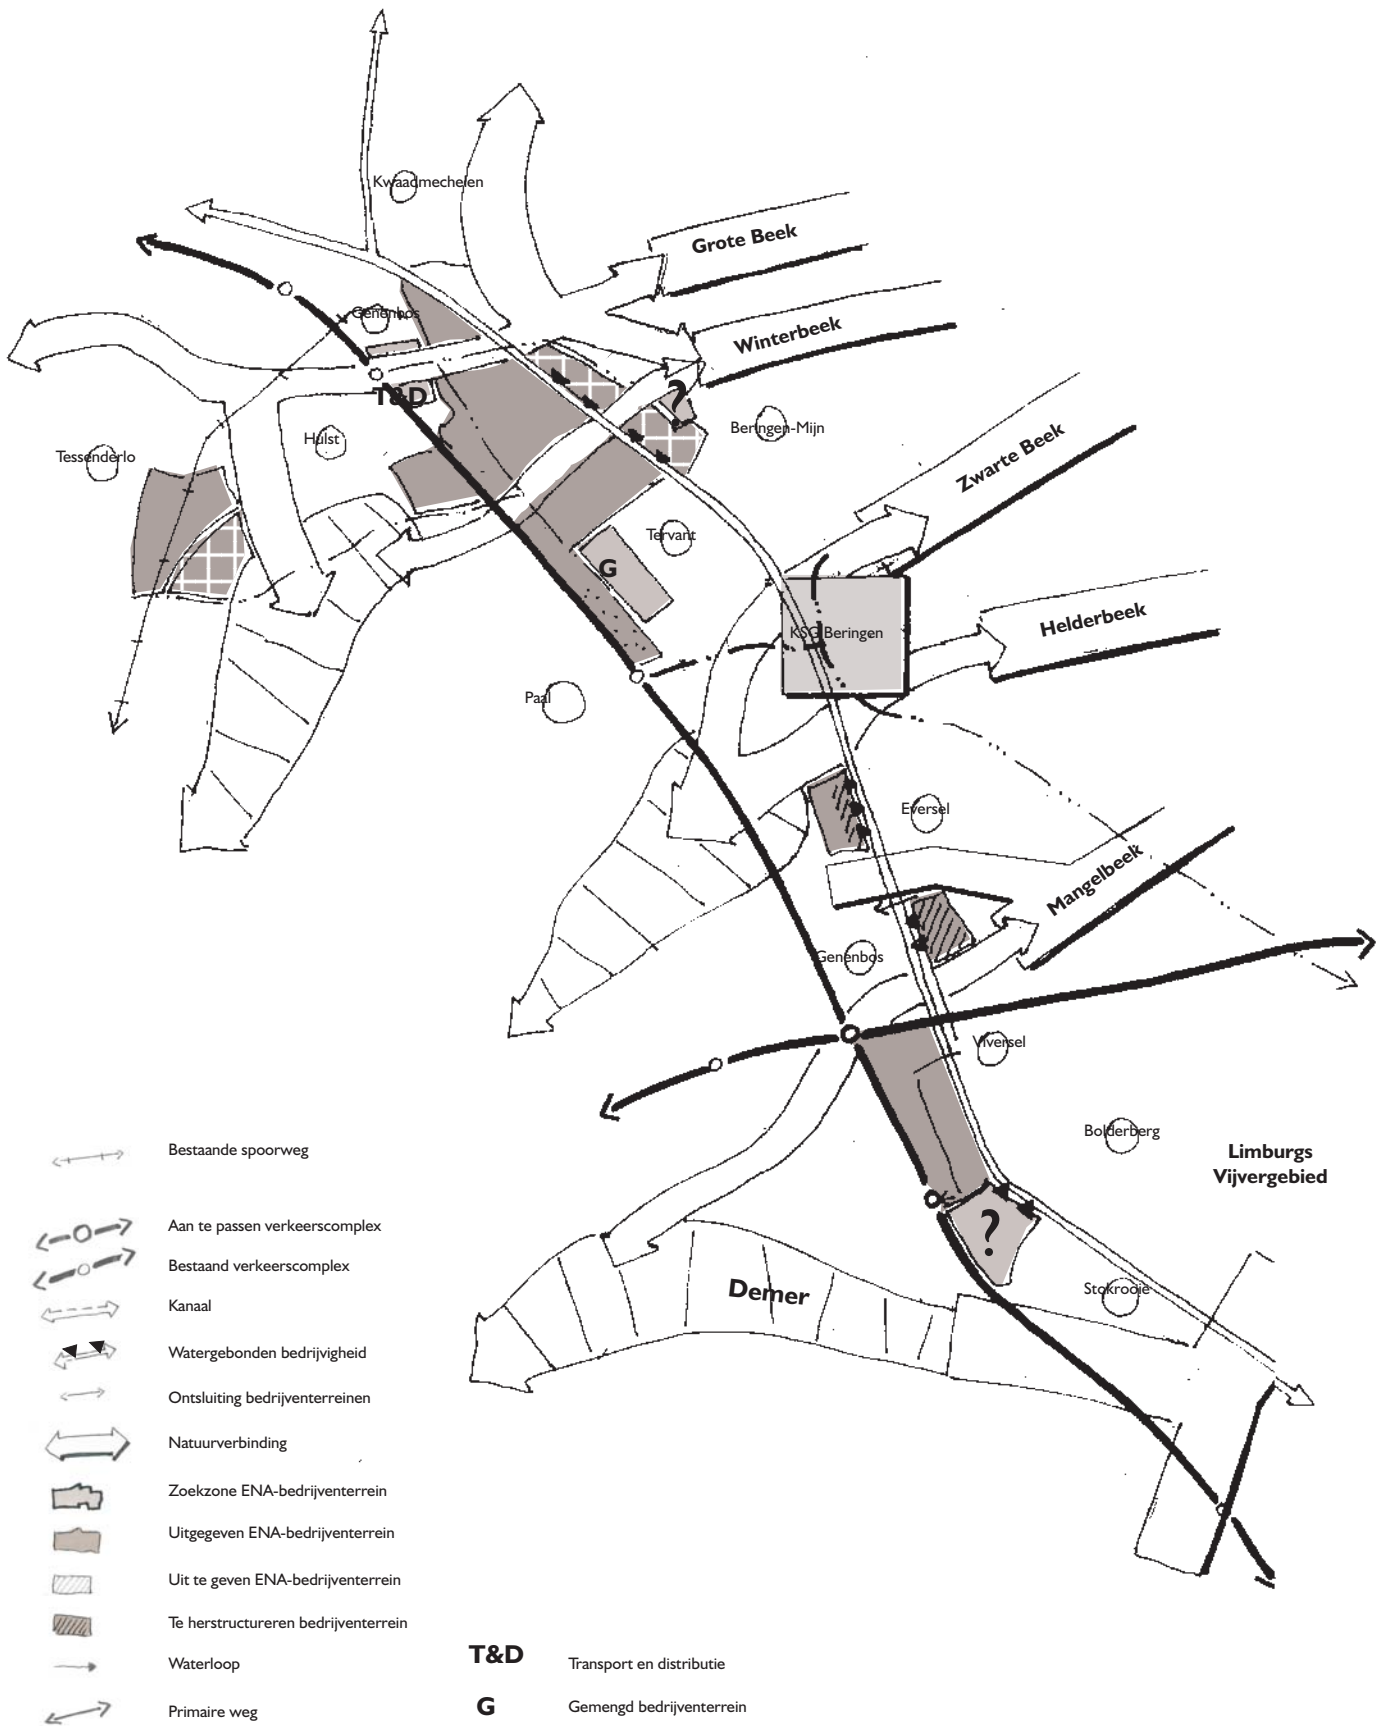 Kwaadmechelen
Grote Beek
Genenbos
Winterbeek
T&D
?
Beringen-Mijn
Hulst
Tessenderlo
Zwarte Beek
Tervant
G
KSG Beringen
Helderbeek
Paal
Eversel
Mangelbeek
Genenbos
Viversel
Bolderberg
Limburgs
Vijvergebied
?
Demer
Stokrooie
Bestaande spoorweg
Aan te passen verkeerscomplex
Bestaand verkeerscomplex
Kanaal
Watergebonden bedrijvigheid
Ontsluiting bedrijventerreinen
Natuurverbinding
Zoekzone ENA-bedrijventerrein
Uitgegeven ENA-bedrijventerrein
Uit te geven ENA-bedrijventerrein
Te herstructureren bedrijventerrein
Waterloop
Primaire weg
T&D Transport en distributie
G Gemengd bedrijventerrein